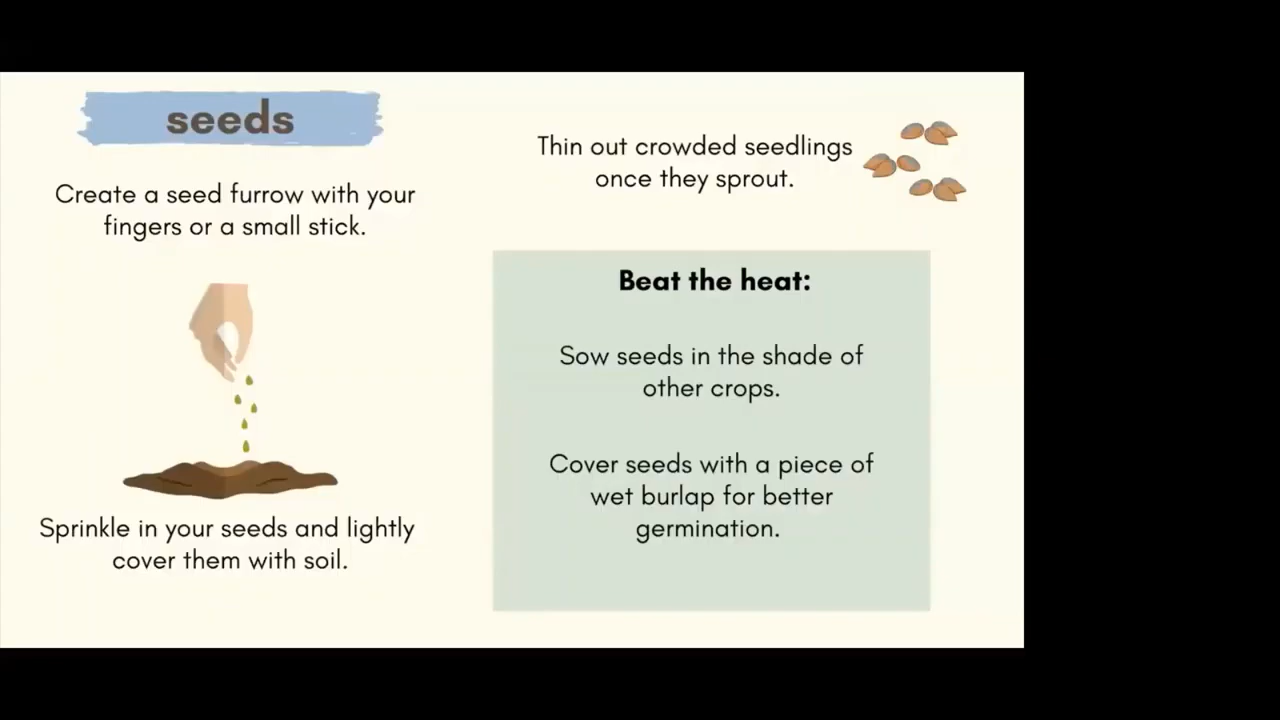 seeds
Create a seed furrow with your
fingers or a small stick.
Sprinkle in your seeds and lightly
cover them with soil.
Thin out crowded seedlings
once they sprout.
Beat the heat:
Sow seeds in the shade of
other crops.
Cover seeds with a piece of
wet burlap for better
germination.